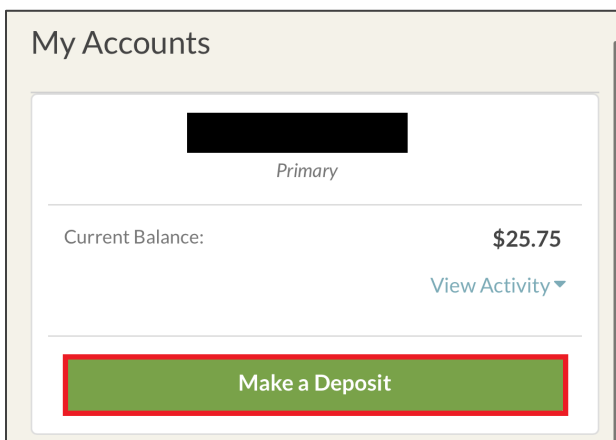 My Accounts
Primary
Current Balance: $25.75
View Activity
Make a Deposit